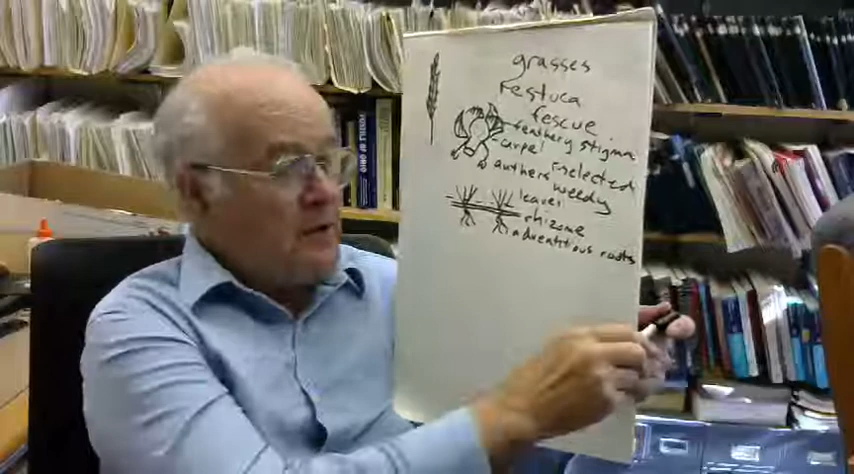 grasses
Festuca
fescue
feathery stigma
carpel
anthers
selected
weedy
leaves
rhizome
adventitious roots